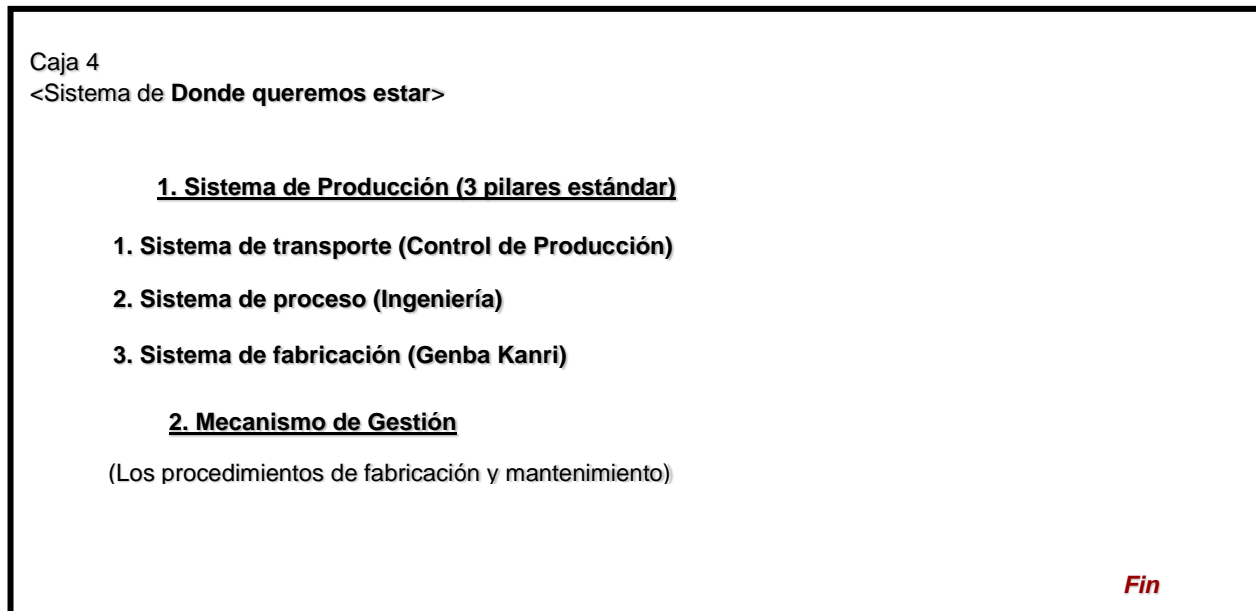 Caja 4
<Sistema de Donde queremos estar>
1. Sistema de Producción (3 pilares estándar)
1. Sistema de transporte (Control de Producción)
2. Sistema de proceso (Ingeniería)
3. Sistema de fabricación (Genba Kanri)
2. Mecanismo de Gestión
(Los procedimientos de fabricación y mantenimiento)
Fin